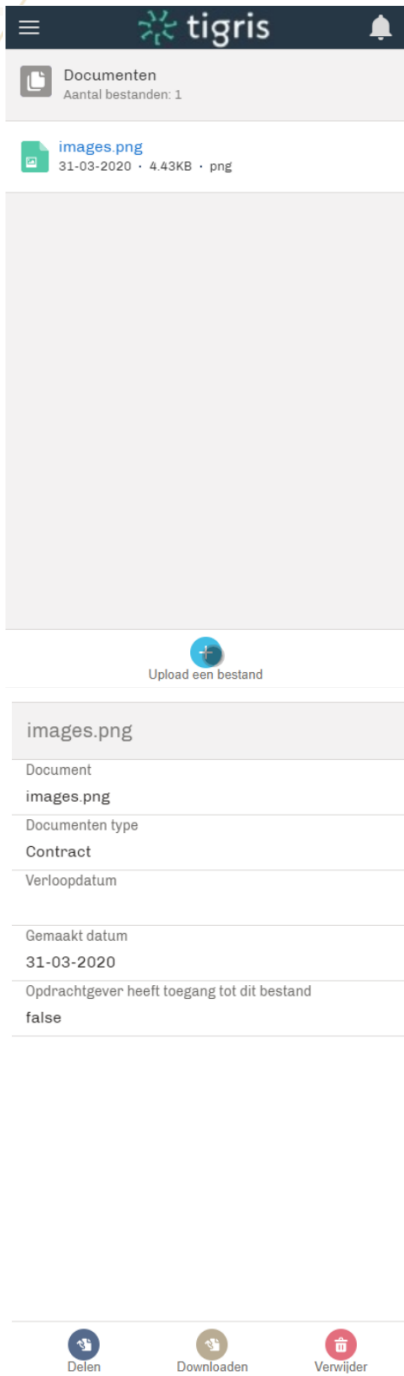 tigris
Documenten
Aantal bestanden: 1
images.png
31-03-2020 · 4.43KB · png
Upload een bestand
images.png
Document
images.png
Documenten type
Contract
Verloopdatum
Gemaakt datum
31-03-2020
Opdrachtgever heeft toegang tot dit bestand
false
Delen
Downloaden
Verwijder